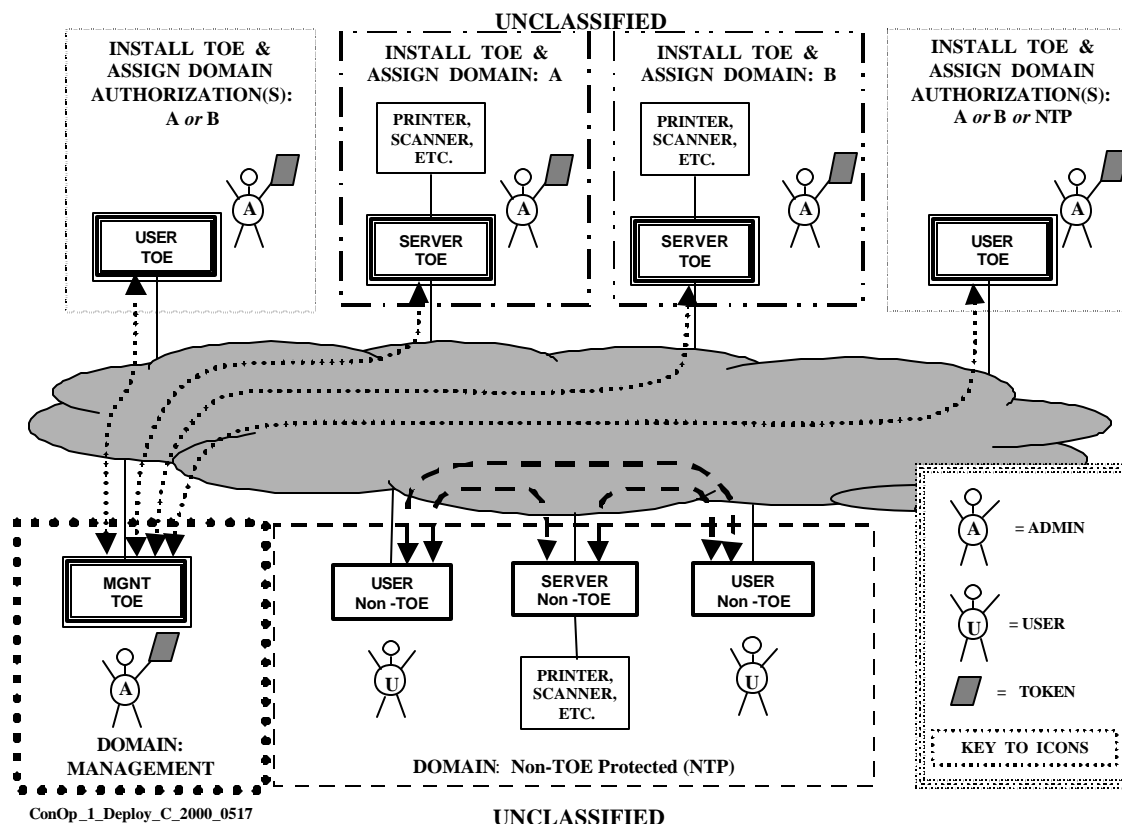 UNCLASSIFIED
INSTALL TOE &
ASSIGN DOMAIN
AUTHORIZATION(S):
A or B
A
USER
TOE
INSTALL TOE &
ASSIGN DOMAIN: A
PRINTER,
SCANNER,
ETC.
A
SERVER
TOE
INSTALL TOE &
ASSIGN DOMAIN: B
PRINTER,
SCANNER,
ETC.
A
SERVER
TOE
INSTALL TOE &
ASSIGN DOMAIN
AUTHORIZATION(S):
A or B or NTP
A
USER
TOE
MGNT
TOE
A
DOMAIN:
MANAGEMENT
USER
Non -TOE
U
SERVER
Non -TOE
PRINTER,
SCANNER,
ETC.
USER
Non -TOE
U
DOMAIN: Non-TOE Protected (NTP)
A = ADMIN
U = USER
= TOKEN
KEY TO ICONS
ConOp_1_Deploy_C_2000_0517
UNCLASSIFIED